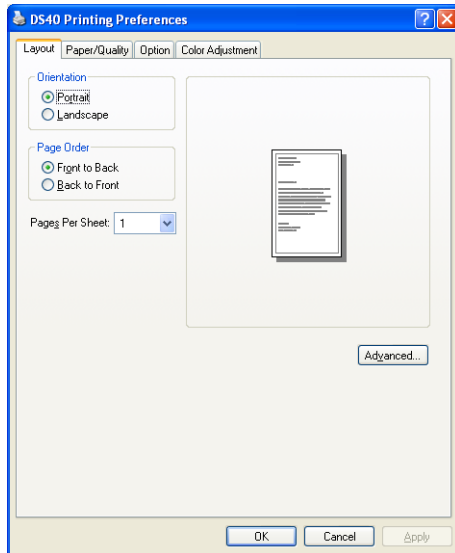 DS40 Printing Preferences
Layout Paper/Quality Option Color Adjustment
Orientation
Portrait
Landscape
Page Order
Front to Back
Back to Front
Pages Per Sheet: 1
Advanced...
OK Cancel Apply